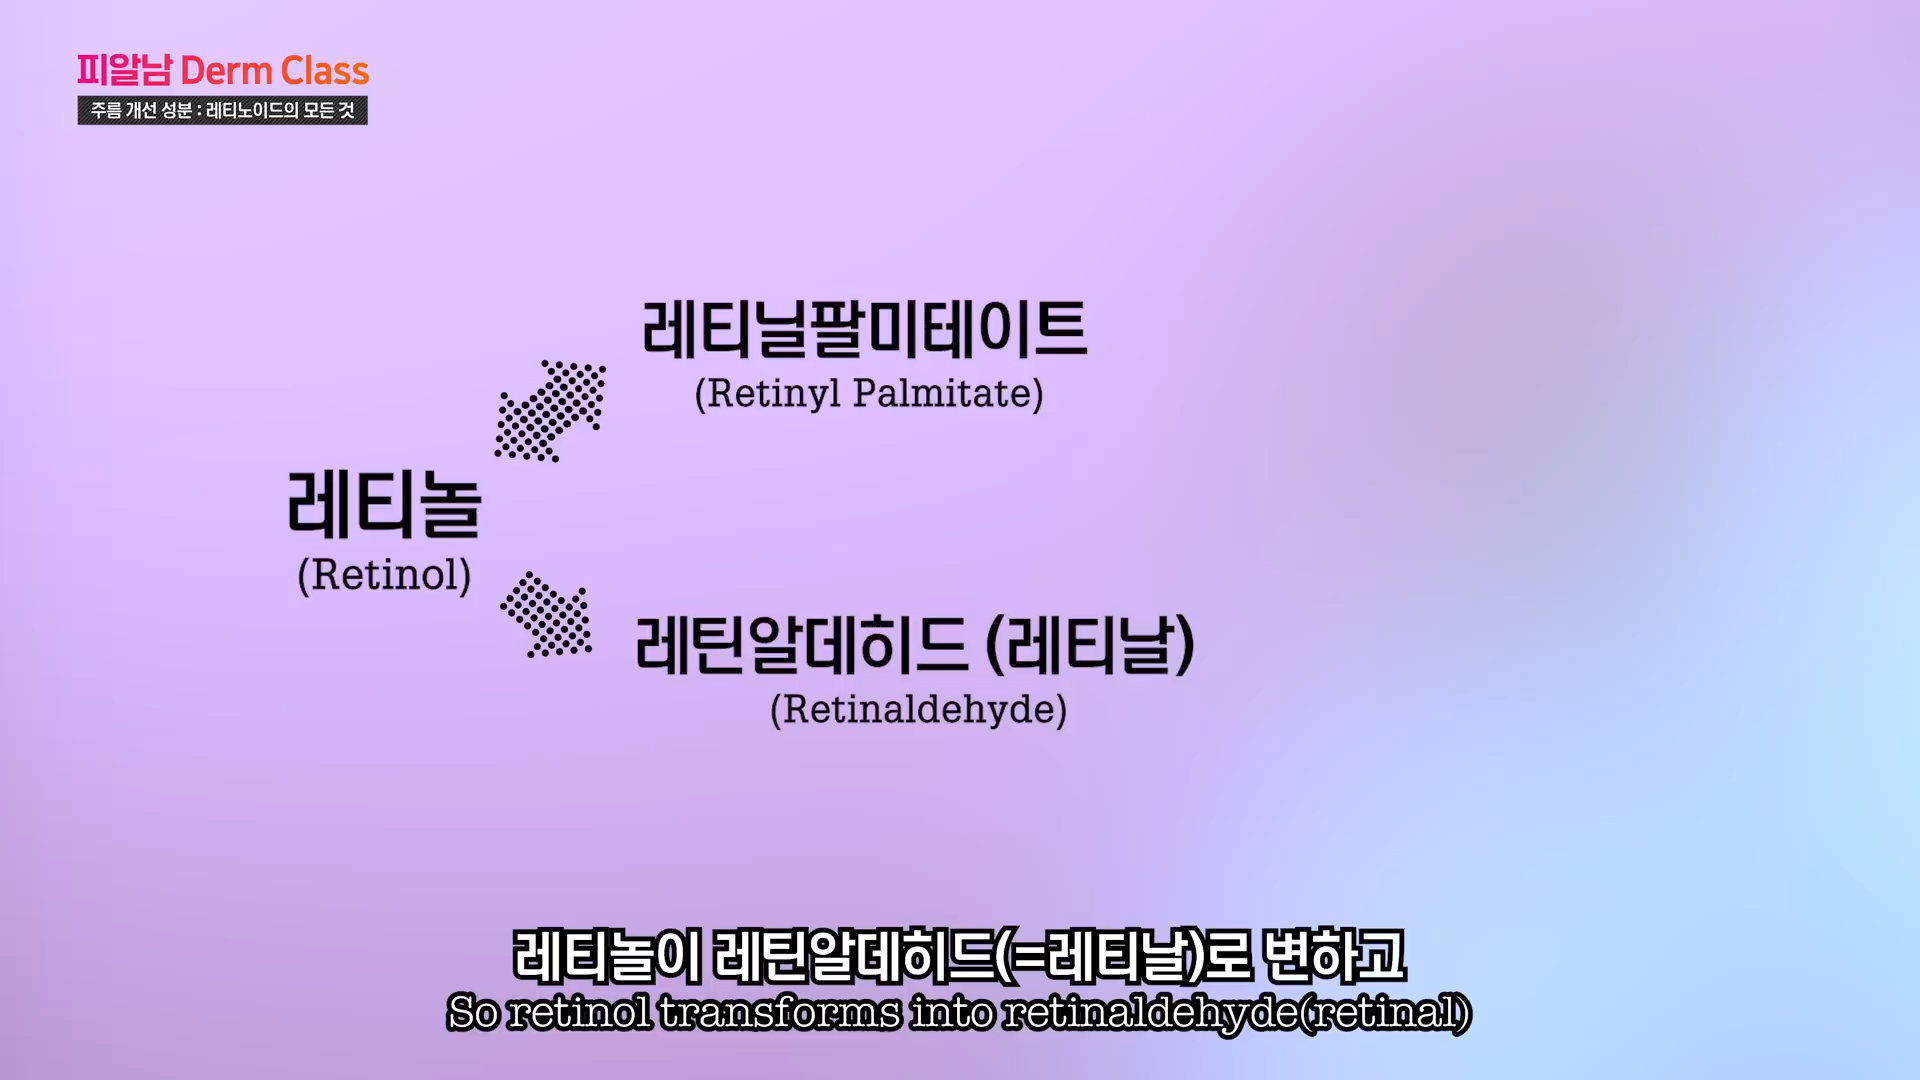 피알남 Derm Class
주름 개선 성분 : 레티노이드의 모든 것
레티닐팔미테이트
(Retinyl Palmitate)
레티놀
(Retinol)
레틴알데히드 (레티날)
(Retinaldehyde)
레티놀이 레틴알데히드(=레티날)로 변하고
So retinol transforms into retinaldehyde(retinal)